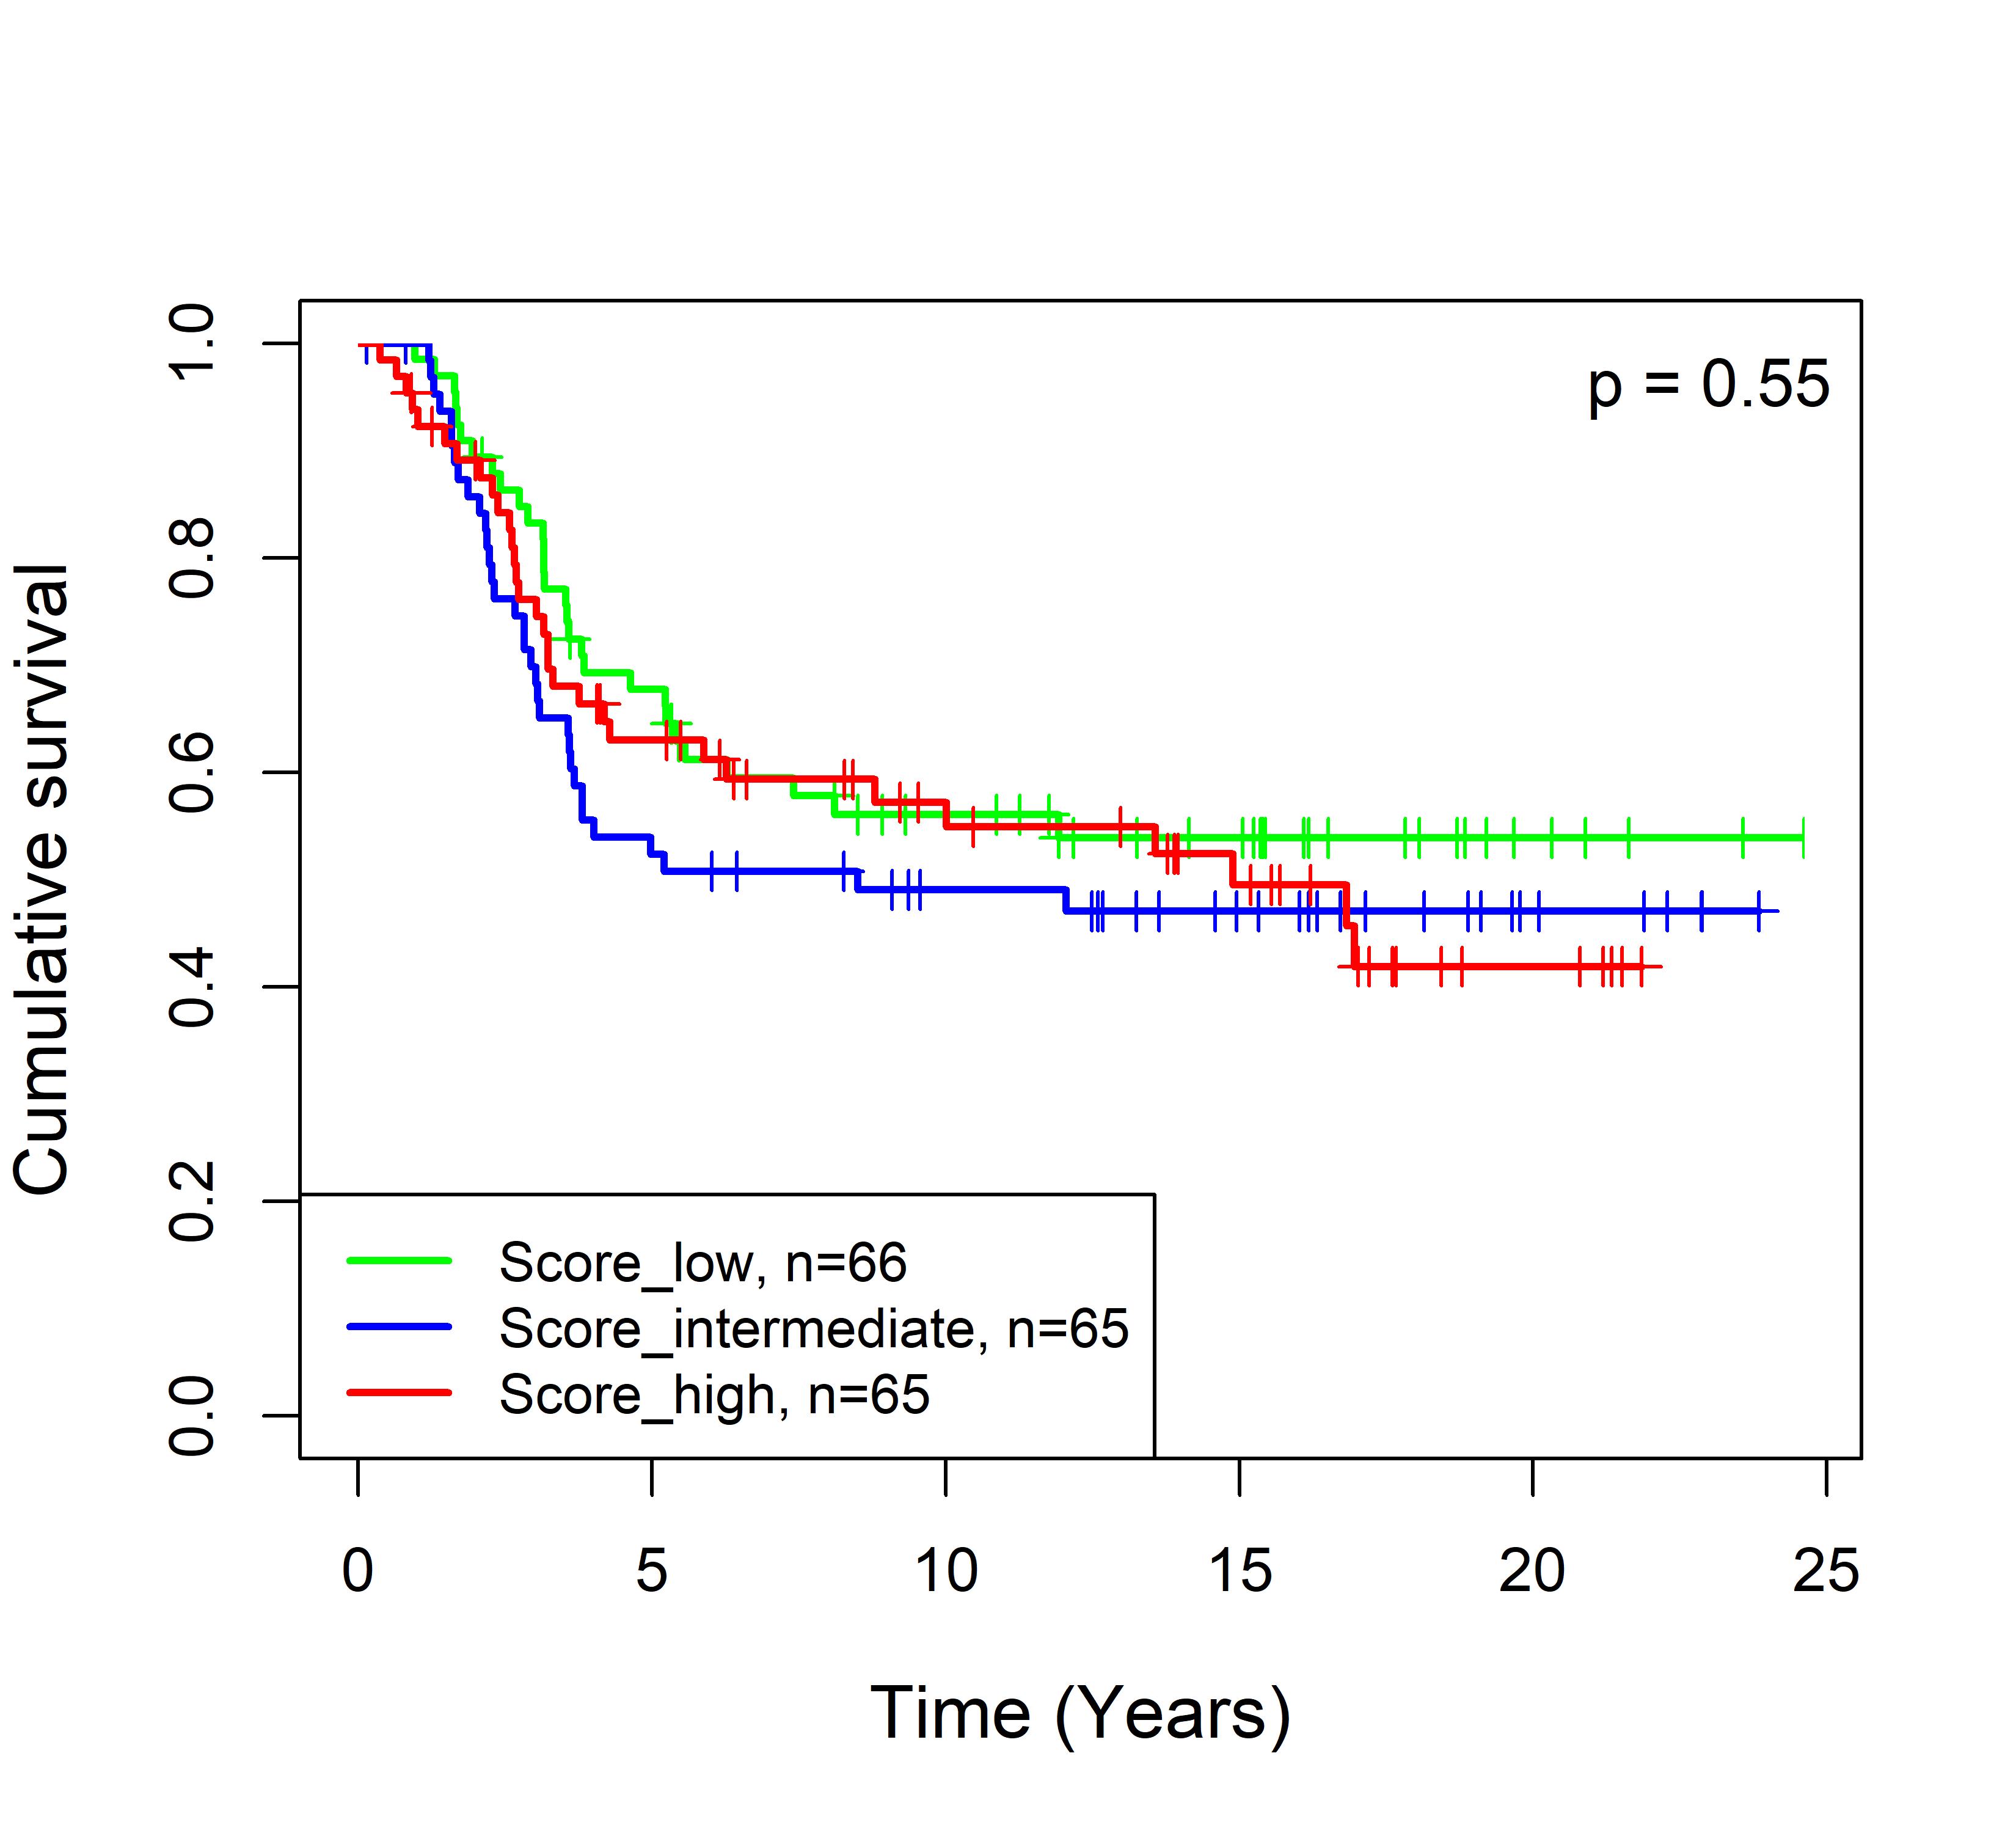 p = 0.55
Cumulative survival
1.0
0.8
0.6
0.4
0.2
0.0
Score_low, n=66
Score_intermediate, n=65
Score_high, n=65
0 5 10 15 20 25
Time (Years)